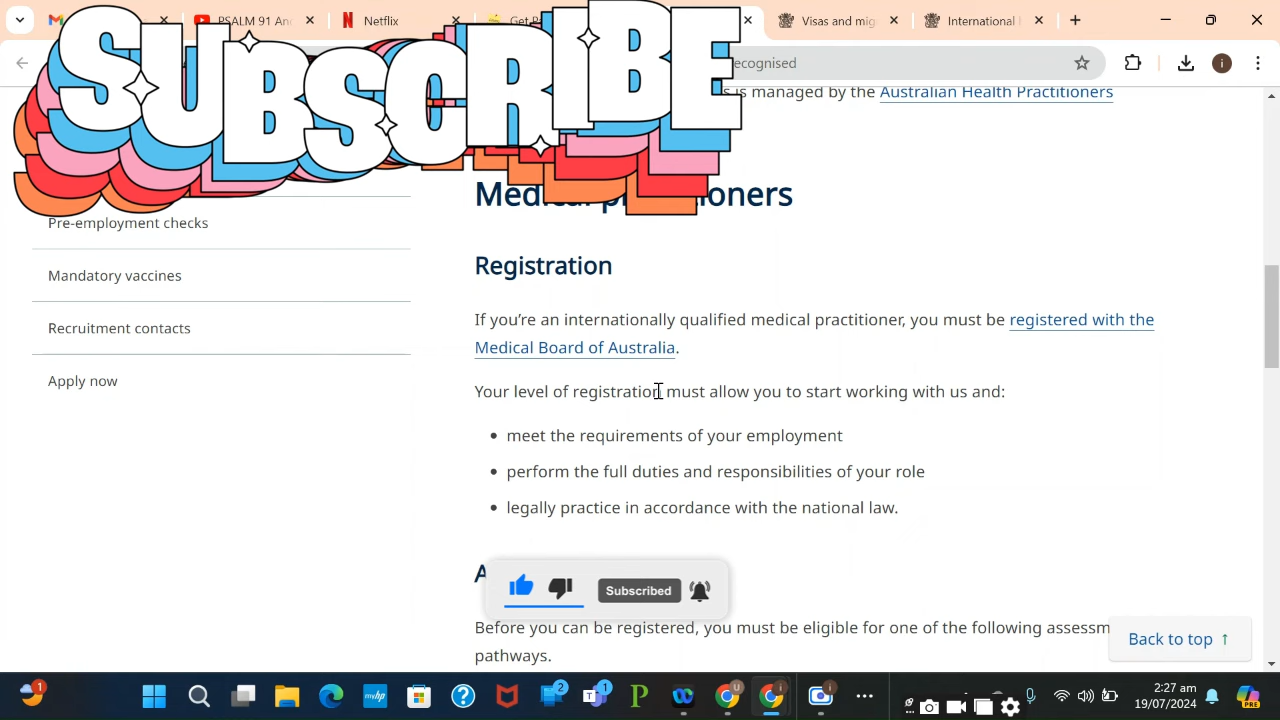 PSALM 91 An
Netflix
Get P
Visas and mig
International
SUBSCRIBE
ecognised
s is managed by the Australian Health Practitioners
Medical practitioners
Pre-employment checks
Mandatory vaccines
Recruitment contacts
Apply now
Registration
If you’re an internationally qualified medical practitioner, you must be registered with the
Medical Board of Australia.
Your level of registration must allow you to start working with us and:
• meet the requirements of your employment
• perform the full duties and responsibilities of your role
• legally practice in accordance with the national law.
A
Subscribed
Before you can be registered, you must be eligible for one of the following assessm
pathways.
Back to top ↑
2:27 am
19/07/2024